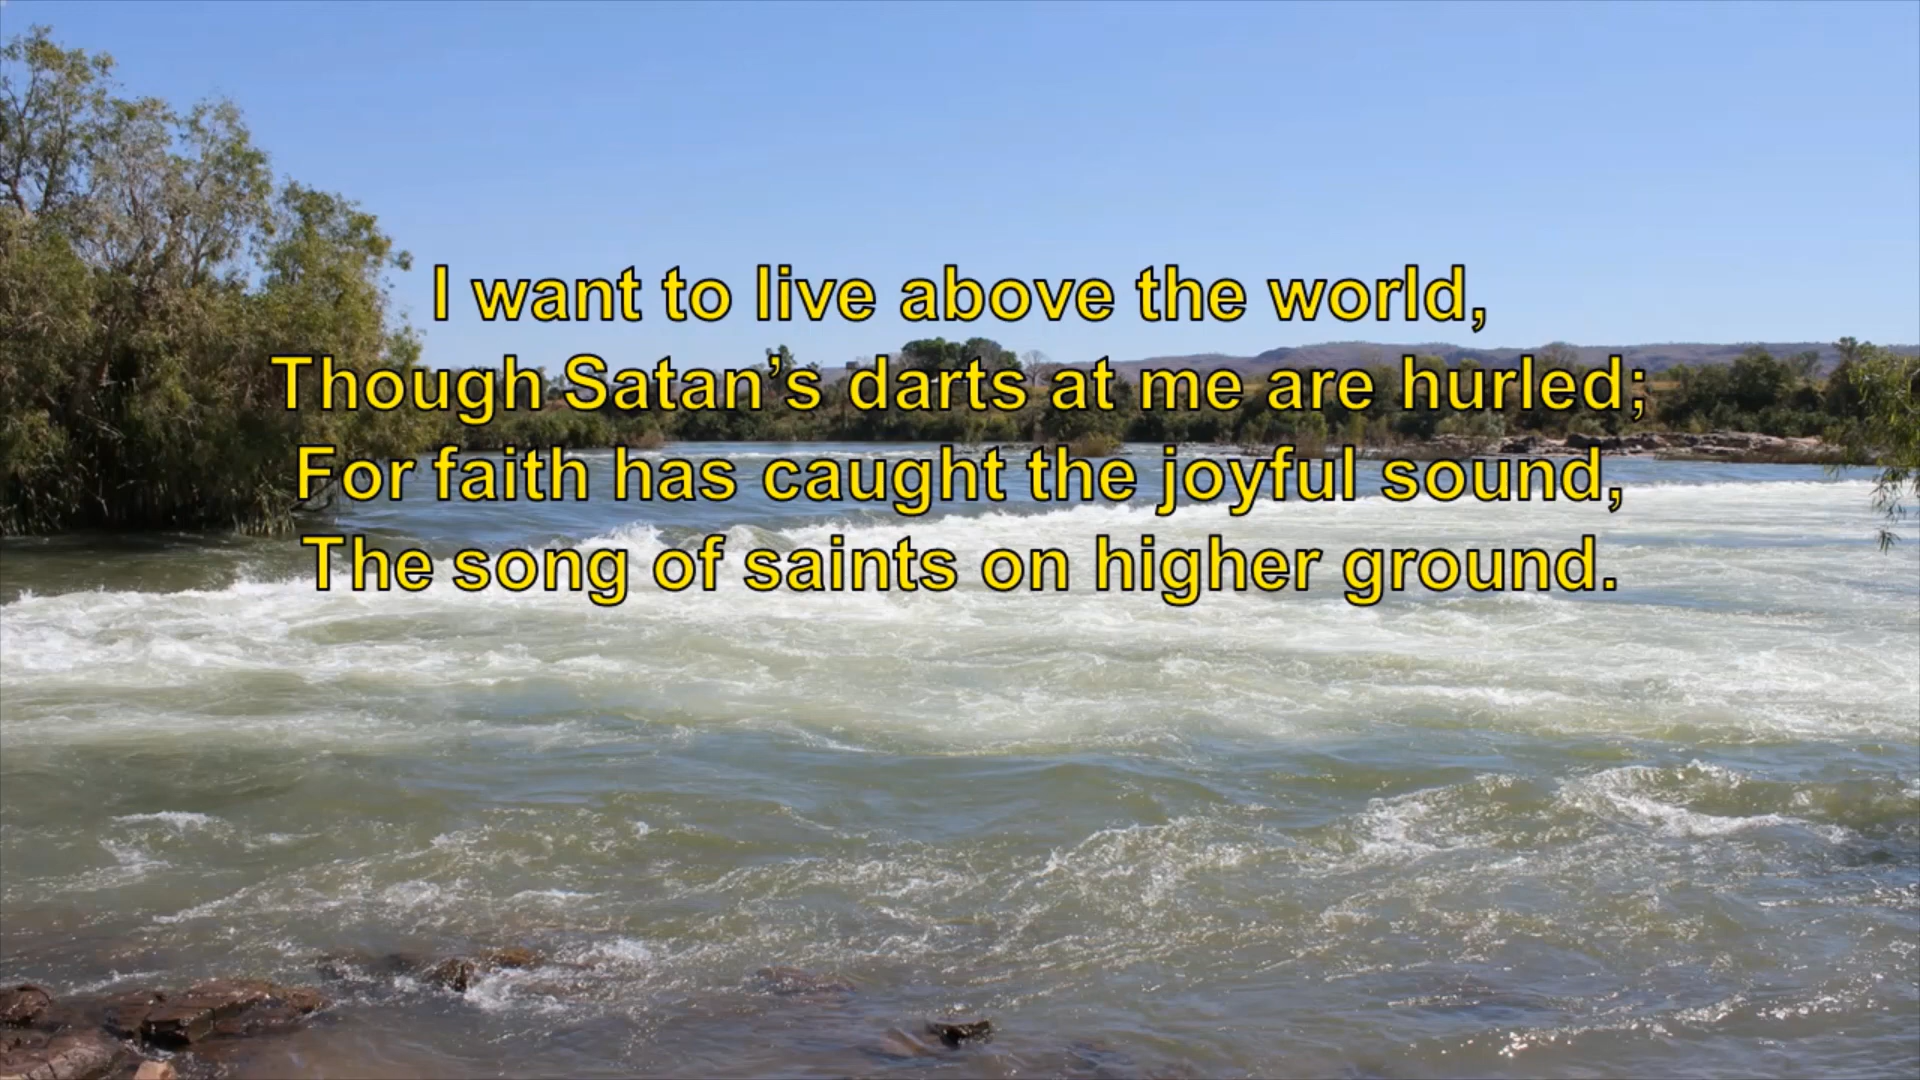 I want to live above the world,
Though Satan’s darts at me are hurled;
For faith has caught the joyful sound,
The song of saints on higher ground.